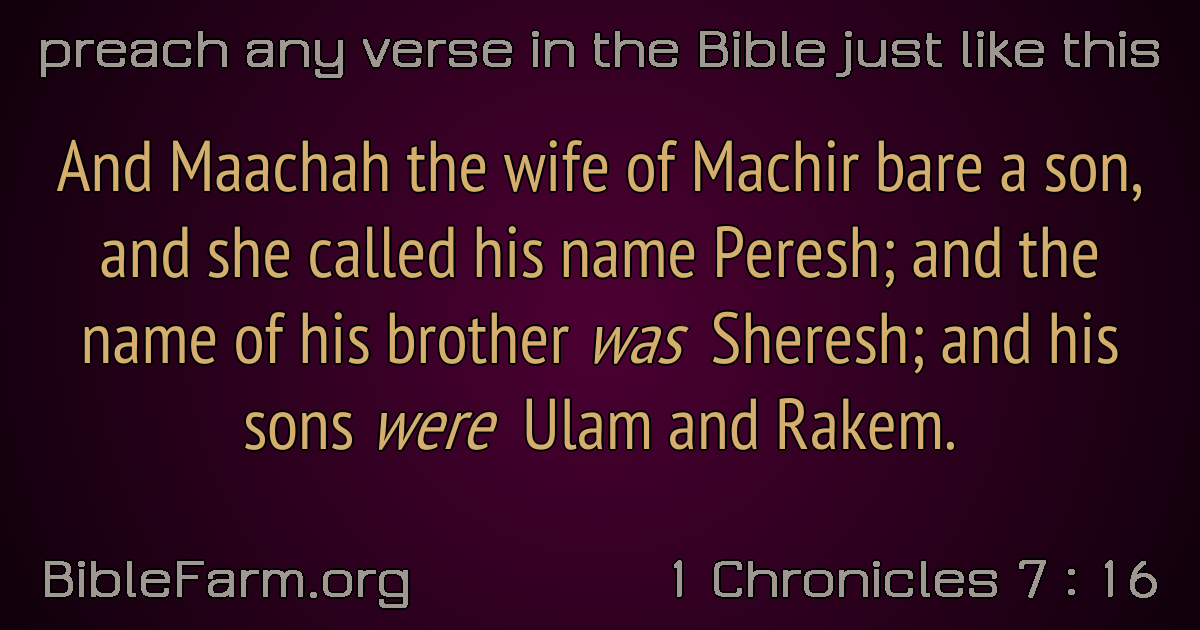 preach any verse in the Bible just like this
And Maachah the wife of Machir bare a son,
and she called his name Peresh; and the
name of his brother was Sheresh; and his
sons were Ulam and Rakem.
BibleFarm.org
1 Chronicles 7 : 16